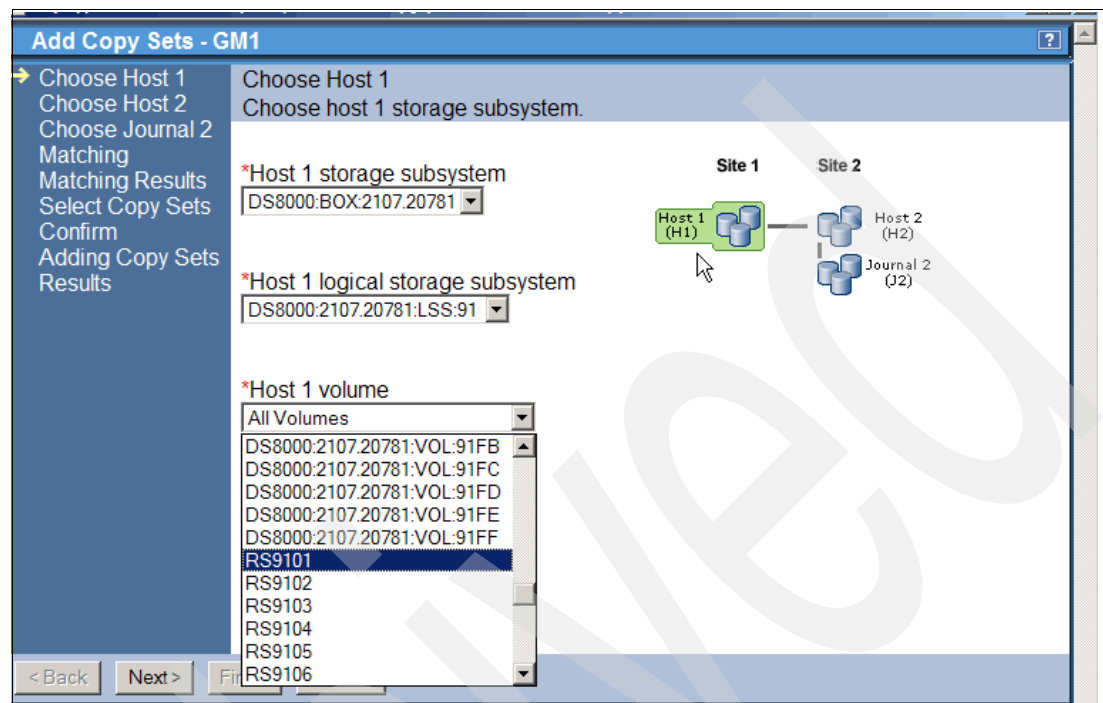 Add Copy Sets - GM1
?
Choose Host 1
Choose Host 2
Choose Journal 2
Matching
Matching Results
Select Copy Sets
Confirm
Adding Copy Sets
Results
Choose Host 1
Choose host 1 storage subsystem.
*Host 1 storage subsystem
DS8000:BOX:2107.20781
*Host 1 logical storage subsystem
DS8000:2107.20781:LSS:91
*Host 1 volume
All Volumes
DS8000:2107.20781:VOL:91FB
DS8000:2107.20781:VOL:91FC
DS8000:2107.20781:VOL:91FD
DS8000:2107.20781:VOL:91FE
DS8000:2107.20781:VOL:91FF
RS9101
RS9102
RS9103
RS9104
RS9105
RS9106
Site 1 Site 2
Host 1
(H1)
Host 2
(H2)
Journal 2
(J2)
< Back Next >